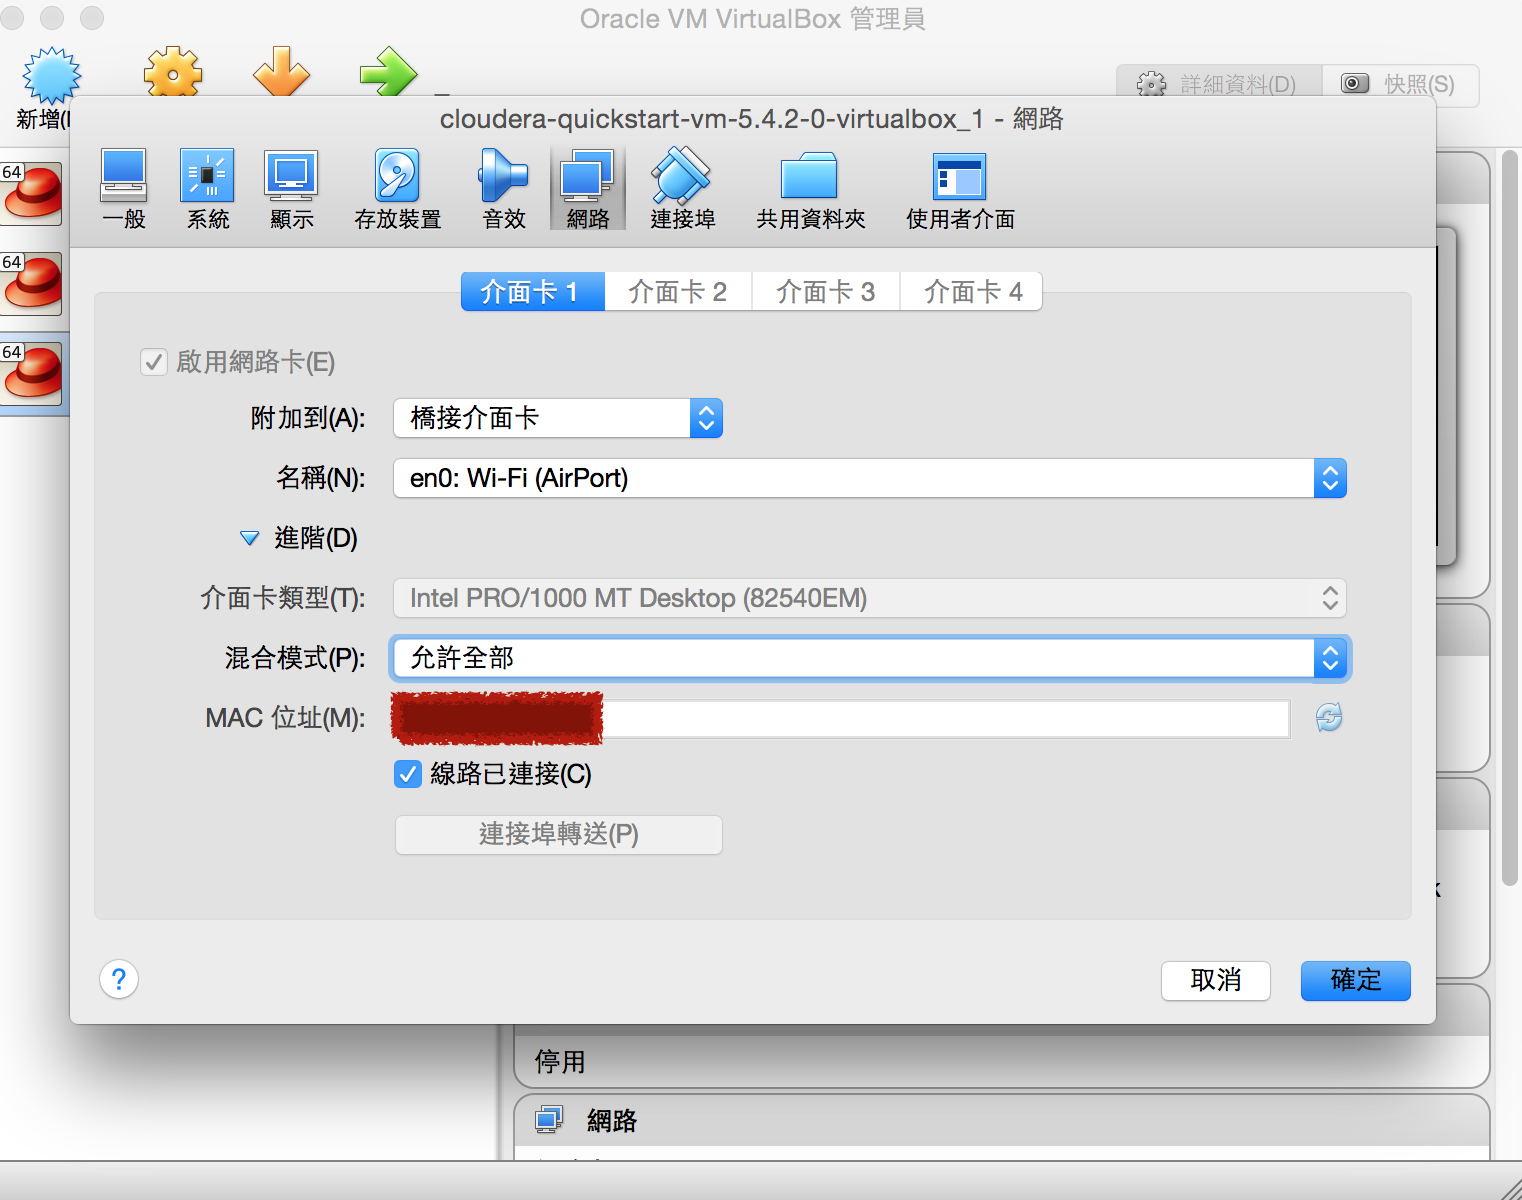 Oracle VM VirtualBox 管理員
新增(
詳細資料(D)
快照(S)
cloudera-quickstart-vm-5.4.2-0-virtualbox_1 - 網路
一般
系統
顯示
存放裝置
音效
網路
連接埠
共用資料夾
使用者介面
64
64
64
介面卡 1
介面卡 2
介面卡 3
介面卡 4
啟用網路卡(E)
附加到(A):
橋接介面卡
名稱(N):
en0: Wi-Fi (AirPort)
進階(D)
介面卡類型(T):
Intel PRO/1000 MT Desktop (82540EM)
混合模式(P):
允許全部
MAC 位址(M):
線路已連接(C)
連接埠轉送(P)
?
取消
確定
停用
網路